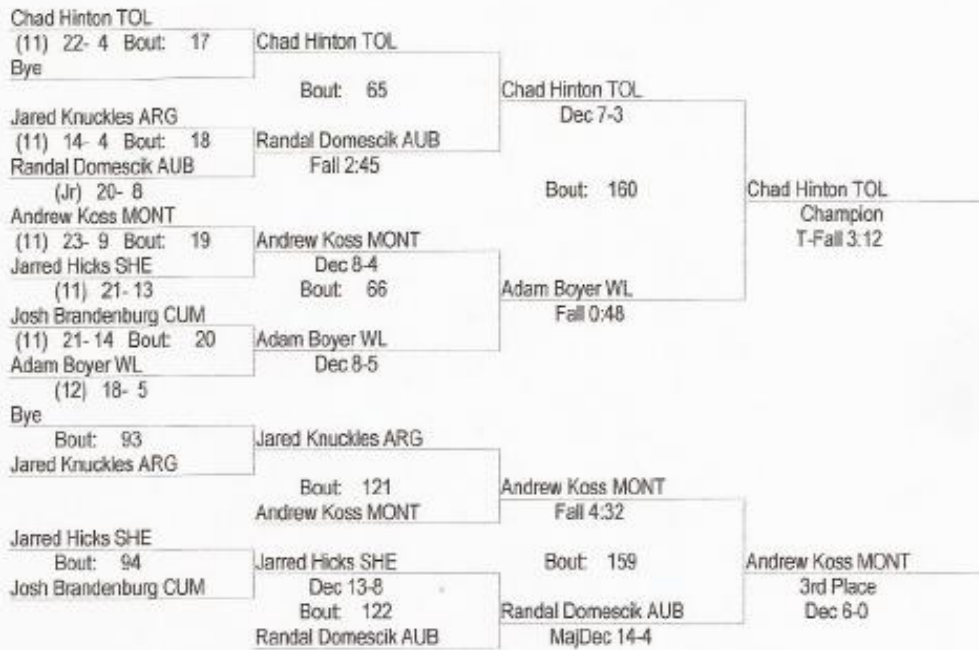 Chad Hinton TOL
(11) 22- 4 Bout: 17
Bye
Chad Hinton TOL
Bout: 65
Jared Knuckles ARG
(11) 14- 4 Bout: 18
Randal Domescik AUB
(Jr) 20- 8
Randal Domescik AUB
Fall 2:45
Chad Hinton TOL
Dec 7-3
Bout: 160
Andrew Koss MONT
(11) 23- 9 Bout: 19
Jarred Hicks SHE
(11) 21- 13
Andrew Koss MONT
Dec 8-4
Bout: 66
Josh Brandenburg CUM
(11) 21- 14 Bout: 20
Adam Boyer WL
(12) 18- 5
Adam Boyer WL
Dec 8-5
Adam Boyer WL
Fall 0:48
Chad Hinton TOL
Champion
T-Fall 3:12
Bye
Bout: 93
Jared Knuckles ARG
Jared Knuckles ARG
Bout: 121
Andrew Koss MONT
Andrew Koss MONT
Fall 4:32
Bout: 159
Jarred Hicks SHE
Bout: 94
Josh Brandenburg CUM
Jarred Hicks SHE
Dec 13-8
Bout: 122
Randal Domescik AUB
Randal Domescik AUB
MajDec 14-4
Andrew Koss MONT
3rd Place
Dec 6-0